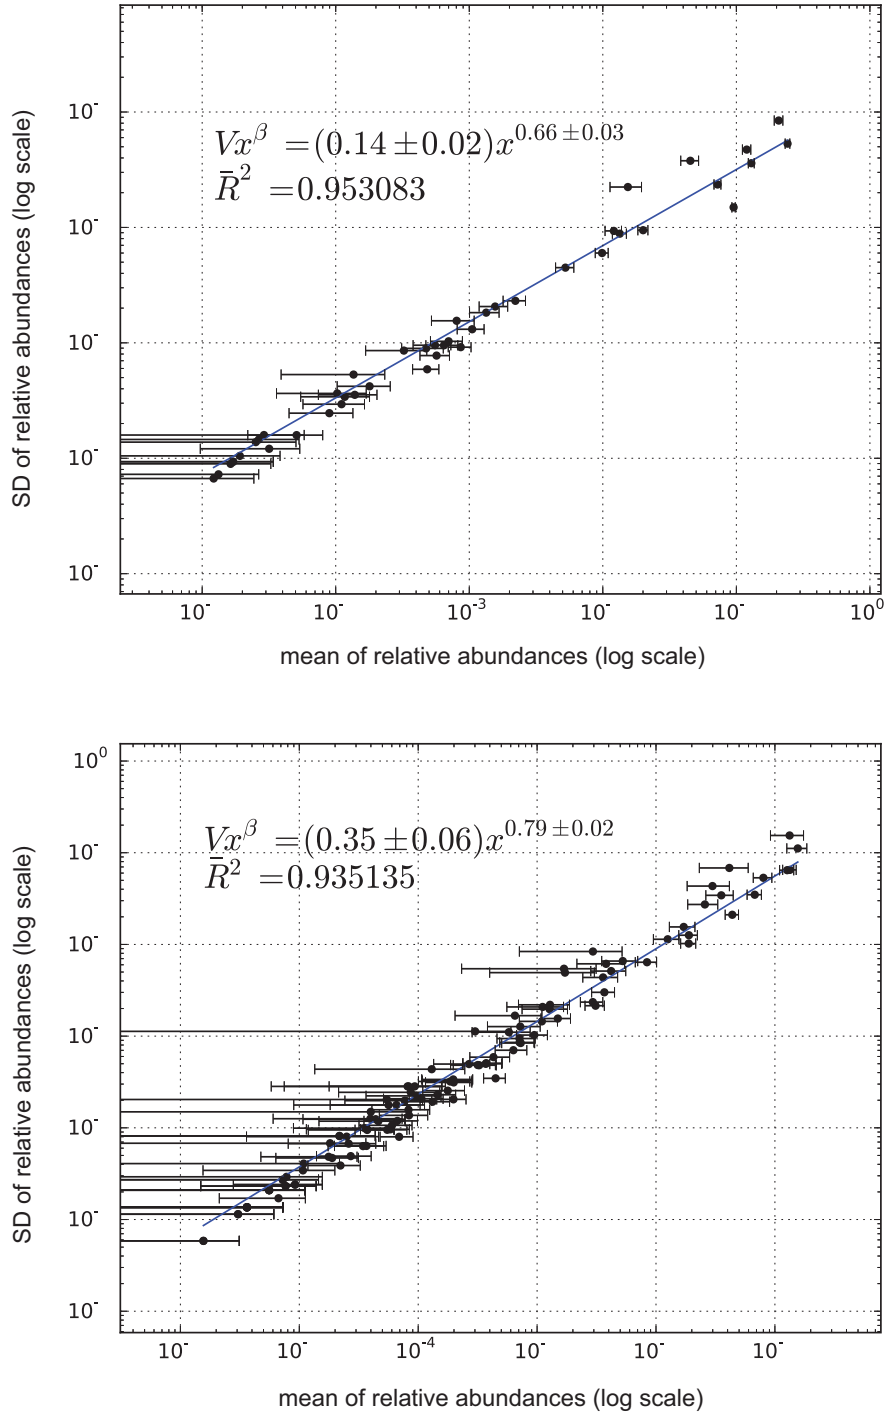 10⁻
10⁻
10⁻
10⁻
10⁻
SD of relative abundances (log scale)
Vx^β =(0.14 ±0.02)x^0.66 ±0.03
R̄² =0.953083
10⁻ 10⁻ 10⁻³ 10⁻ 10⁻ 10⁰
mean of relative abundances (log scale)
10⁰
10⁻
10⁻
10⁻
10⁻
10⁻
10⁻
SD of relative abundances (log scale)
Vx^β =(0.35 ±0.06)x^0.79 ±0.02
R̄² =0.935135
10⁻ 10⁻ 10⁻⁴ 10⁻ 10⁻ 10⁻
mean of relative abundances (log scale)